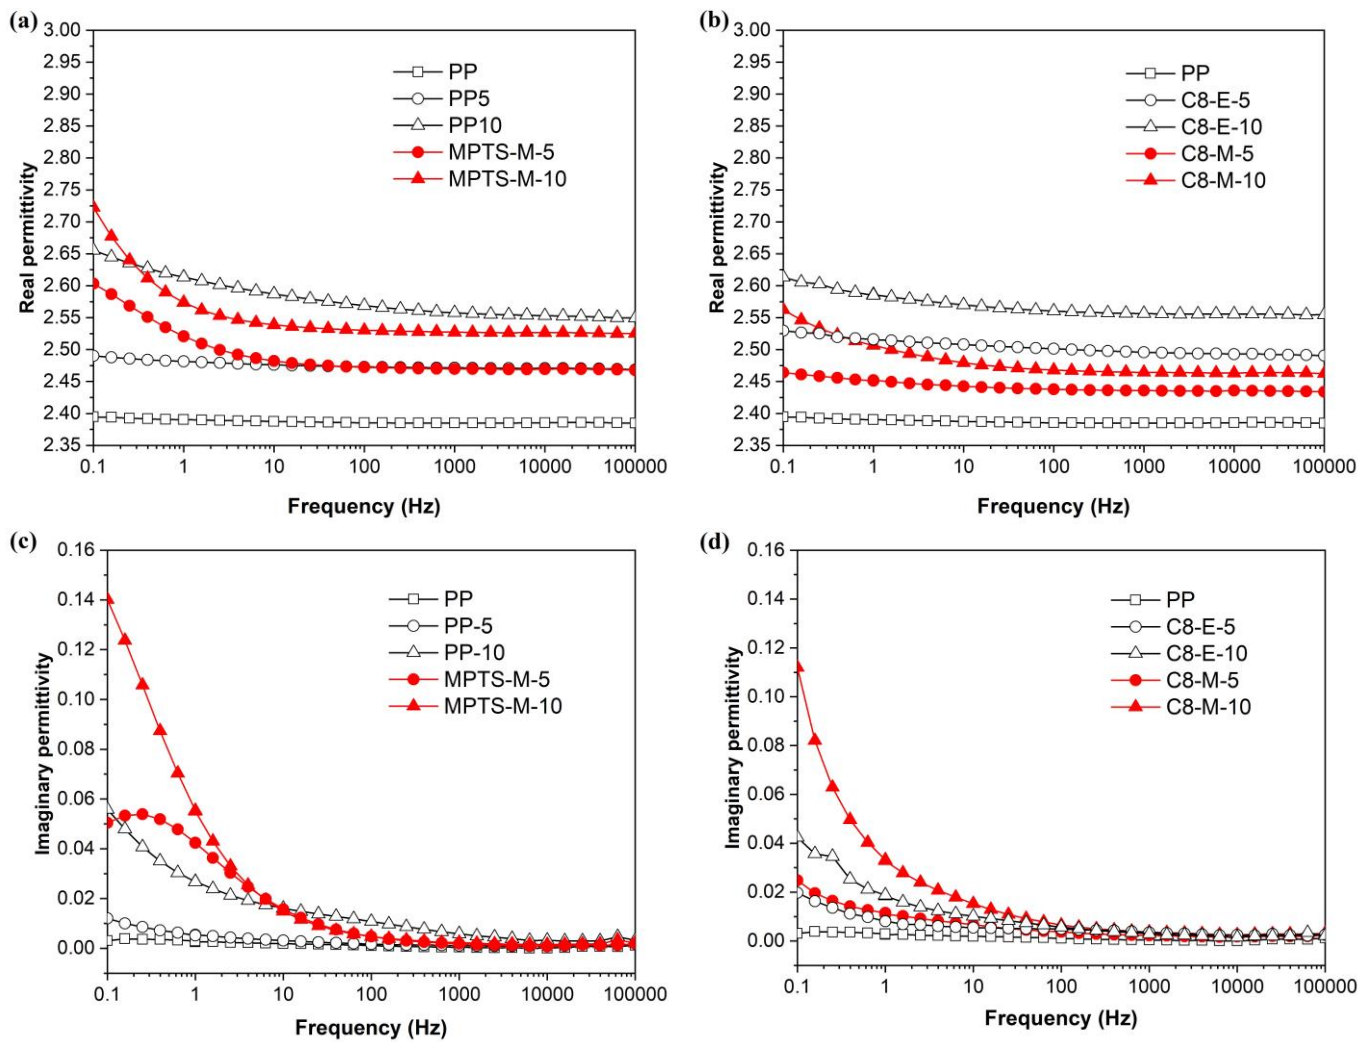 (a)
3.00
2.95
2.90
2.85
2.80
2.75
2.70
2.65
2.60
2.55
2.50
2.45
2.40
2.35
Real permittivity
PP
PP5
PP10
MPTS-M-5
MPTS-M-10
0.1 1 10 100 1000 10000 100000
Frequency (Hz)
(b)
3.00
2.95
2.90
2.85
2.80
2.75
2.70
2.65
2.60
2.55
2.50
2.45
2.40
2.35
Real permittivity
PP
C8-E-5
C8-E-10
C8-M-5
C8-M-10
0.1 1 10 100 1000 10000 100000
Frequency (Hz)
(c)
0.16
0.14
0.12
0.10
0.08
0.06
0.04
0.02
0.00
Imaginary permittivity
PP
PP-5
PP-10
MPTS-M-5
MPTS-M-10
0.1 1 10 100 1000 10000 100000
Frequency (Hz)
(d)
0.16
0.14
0.12
0.10
0.08
0.06
0.04
0.02
0.00
Imaginary permittivity
PP
C8-E-5
C8-E-10
C8-M-5
C8-M-10
0.1 1 10 100 1000 10000 100000
Frequency (Hz)